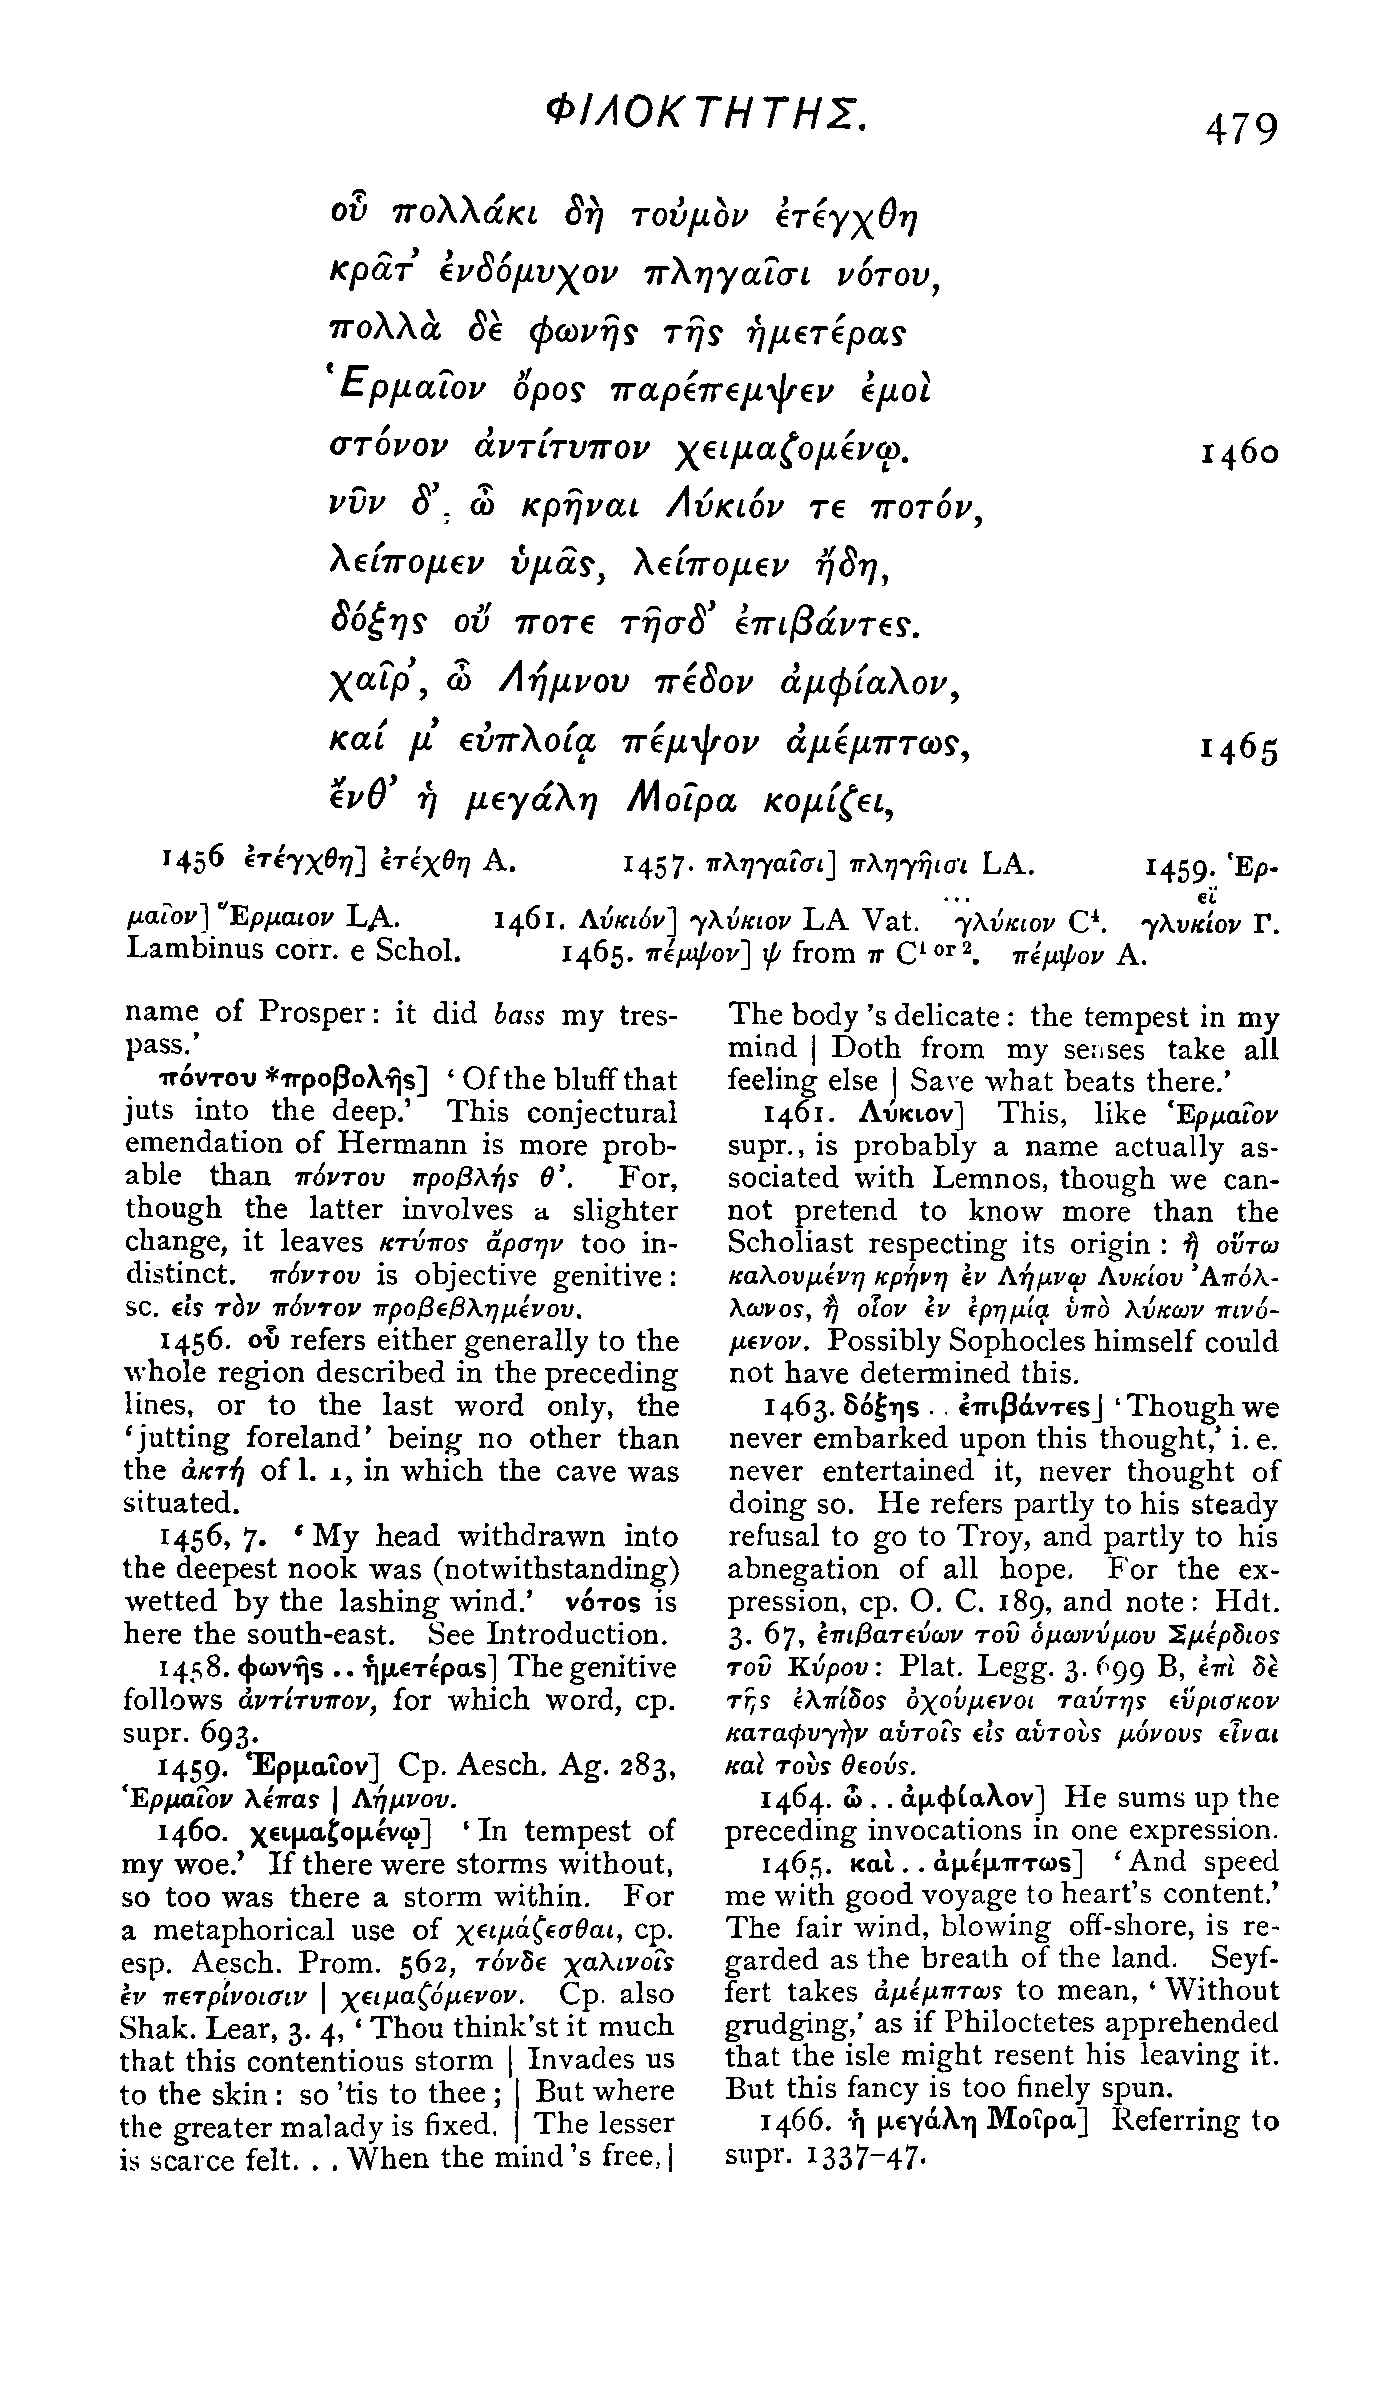 ΦΙΛΟΚΤΗΤΗΣ.
479
οὗ πολλάκι δὴ τοὐμὸν ἐτέγχθη
κρᾶτ’ ἐνδόμυχον πληγαῖσι νότου,
πολλὰ δὲ φωνῆς τῆς ἡμετέρας
Ἑρμαῖον ὄρος παρέπεμψεν ἐμοὶ
στόνον ἀντίτυπον χειμαζομένῳ. 1460
νῦν δ’, ὦ κρῆναι Λύκιόν τε ποτόν,
λείπομεν ὑμᾶς, λείπομεν ἤδη,
δόξης οὔ ποτε τῆσδ’ ἐπιβάντες.
χαῖρ’, ὦ Λήμνου πέδον ἀμφίαλον,
καί μ’ εὐπλοίᾳ πέμψον ἀμέμπτως, 1465
ἔνθ’ ἡ μεγάλη Μοῖρα κομίζει,
1456 ἐτέγχθη] ἐτέχθη A. 1457. πληγαῖσι] πληγῆισι LA. 1459. Ἑρ-
μαῖον] Ἕρμαιον LA. 1461. Λύκιόν] γλύκιον LA Vat. γλύκιον C⁴. γλυκίον Γ.
εϊ
Lambinus corr. e Schol. 1465. πέμψον] ψ from π C¹ or ². πέμψον A.
name of Prosper: it did bass my tres-
pass.’
πόντου *προβολῆς] ‘Of the bluff that
juts into the deep.’ This conjectural
emendation of Hermann is more prob-
able than πόντου προβλής θ’. For,
though the latter involves a slighter
change, it leaves κτύπος ἄρσην too in-
distinct. πόντου is objective genitive:
sc. εἰς τὸν πόντον προβεβλημένου.
1456. οὗ refers either generally to the
whole region described in the preceding
lines, or to the last word only, the
‘jutting foreland’ being no other than
the ἀκτή of l. 1, in which the cave was
situated.
1456, 7. ‘My head withdrawn into
the deepest nook was (notwithstanding)
wetted by the lashing wind.’ νότος is
here the south-east. See Introduction.
1458. φωνῆς .. ἡμετέρας] The genitive
follows ἀντίτυπον, for which word, cp.
supr. 693.
1459. Ἑρμαῖον] Cp. Aesch. Ag. 283,
Ἑρμαῖον λέπας | Λήμνου.
1460. χειμαζομένῳ] ‘In tempest of
my woe.’ If there were storms without,
so too was there a storm within. For
a metaphorical use of χειμάζεσθαι, cp.
esp. Aesch. Prom. 562, τόνδε χαλινοῖς
ἐν πετρίνοισιν | χειμαζόμενον. Cp. also
Shak. Lear, 3. 4, ‘Thou think’st it much
that this contentious storm | Invades us
to the skin: so ’tis to thee; | But where
the greater malady is fixed, | The lesser
is scarce felt. . . When the mind’s free, |
The body’s delicate: the tempest in my
mind | Doth from my senses take all
feeling else | Save what beats there.’
1461. Λύκιον] This, like Ἑρμαῖον
supr., is probably a name actually as-
sociated with Lemnos, though we can-
not pretend to know more than the
Scholiast respecting its origin: ἢ οὕτω
καλουμένη κρήνη ἐν Λήμνῳ Λυκίου Ἀπόλ-
λωνος, ἢ οἷον ἐν ἐρημίᾳ ὑπὸ λύκων πινό-
μενον. Possibly Sophocles himself could
not have determined this.
1463. δόξης . . ἐπιβάντες] ‘Though we
never embarked upon this thought,’ i. e.
never entertained it, never thought of
doing so. He refers partly to his steady
refusal to go to Troy, and partly to his
abnegation of all hope. For the ex-
pression, cp. O. C. 189, and note: Hdt.
3. 67, ἐπιβατεύων τοῦ ὁμωνύμου Σμέρδιος
τοῦ Κύρου: Plat. Legg. 3. 699 B, ἐπὶ δὲ
τῆς ἐλπίδος ὀχούμενοι ταύτης εὕρισκον
καταφυγὴν αὑτοῖς εἰς αὑτοὺς μόνους εἶναι
καὶ τοὺς θεούς.
1464. ὦ . . ἀμφίαλον] He sums up the
preceding invocations in one expression.
1465. καὶ . . ἀμέμπτως] ‘And speed
me with good voyage to heart’s content.’
The fair wind, blowing off-shore, is re-
garded as the breath of the land. Seyf-
fert takes ἀμέμπτως to mean, ‘Without
grudging,’ as if Philoctetes apprehended
that the isle might resent his leaving it.
But this fancy is too finely spun.
1466. ἡ μεγάλη Μοῖρα] Referring to
supr. 1337–47.